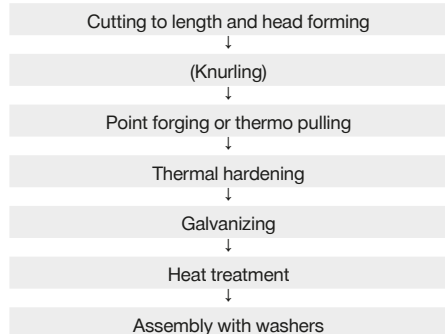 Cutting to length and head forming
↓
(Knurling)
↓
Point forging or thermo pulling
↓
Thermal hardening
↓
Galvanizing
↓
Heat treatment
↓
Assembly with washers